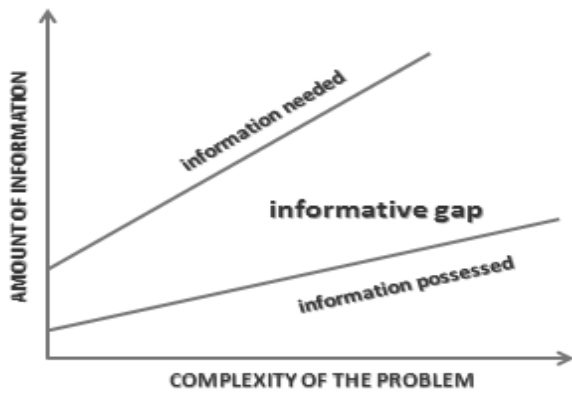 AMOUNT OF INFORMATION
information needed
informative gap
information possessed
COMPLEXITY OF THE PROBLEM